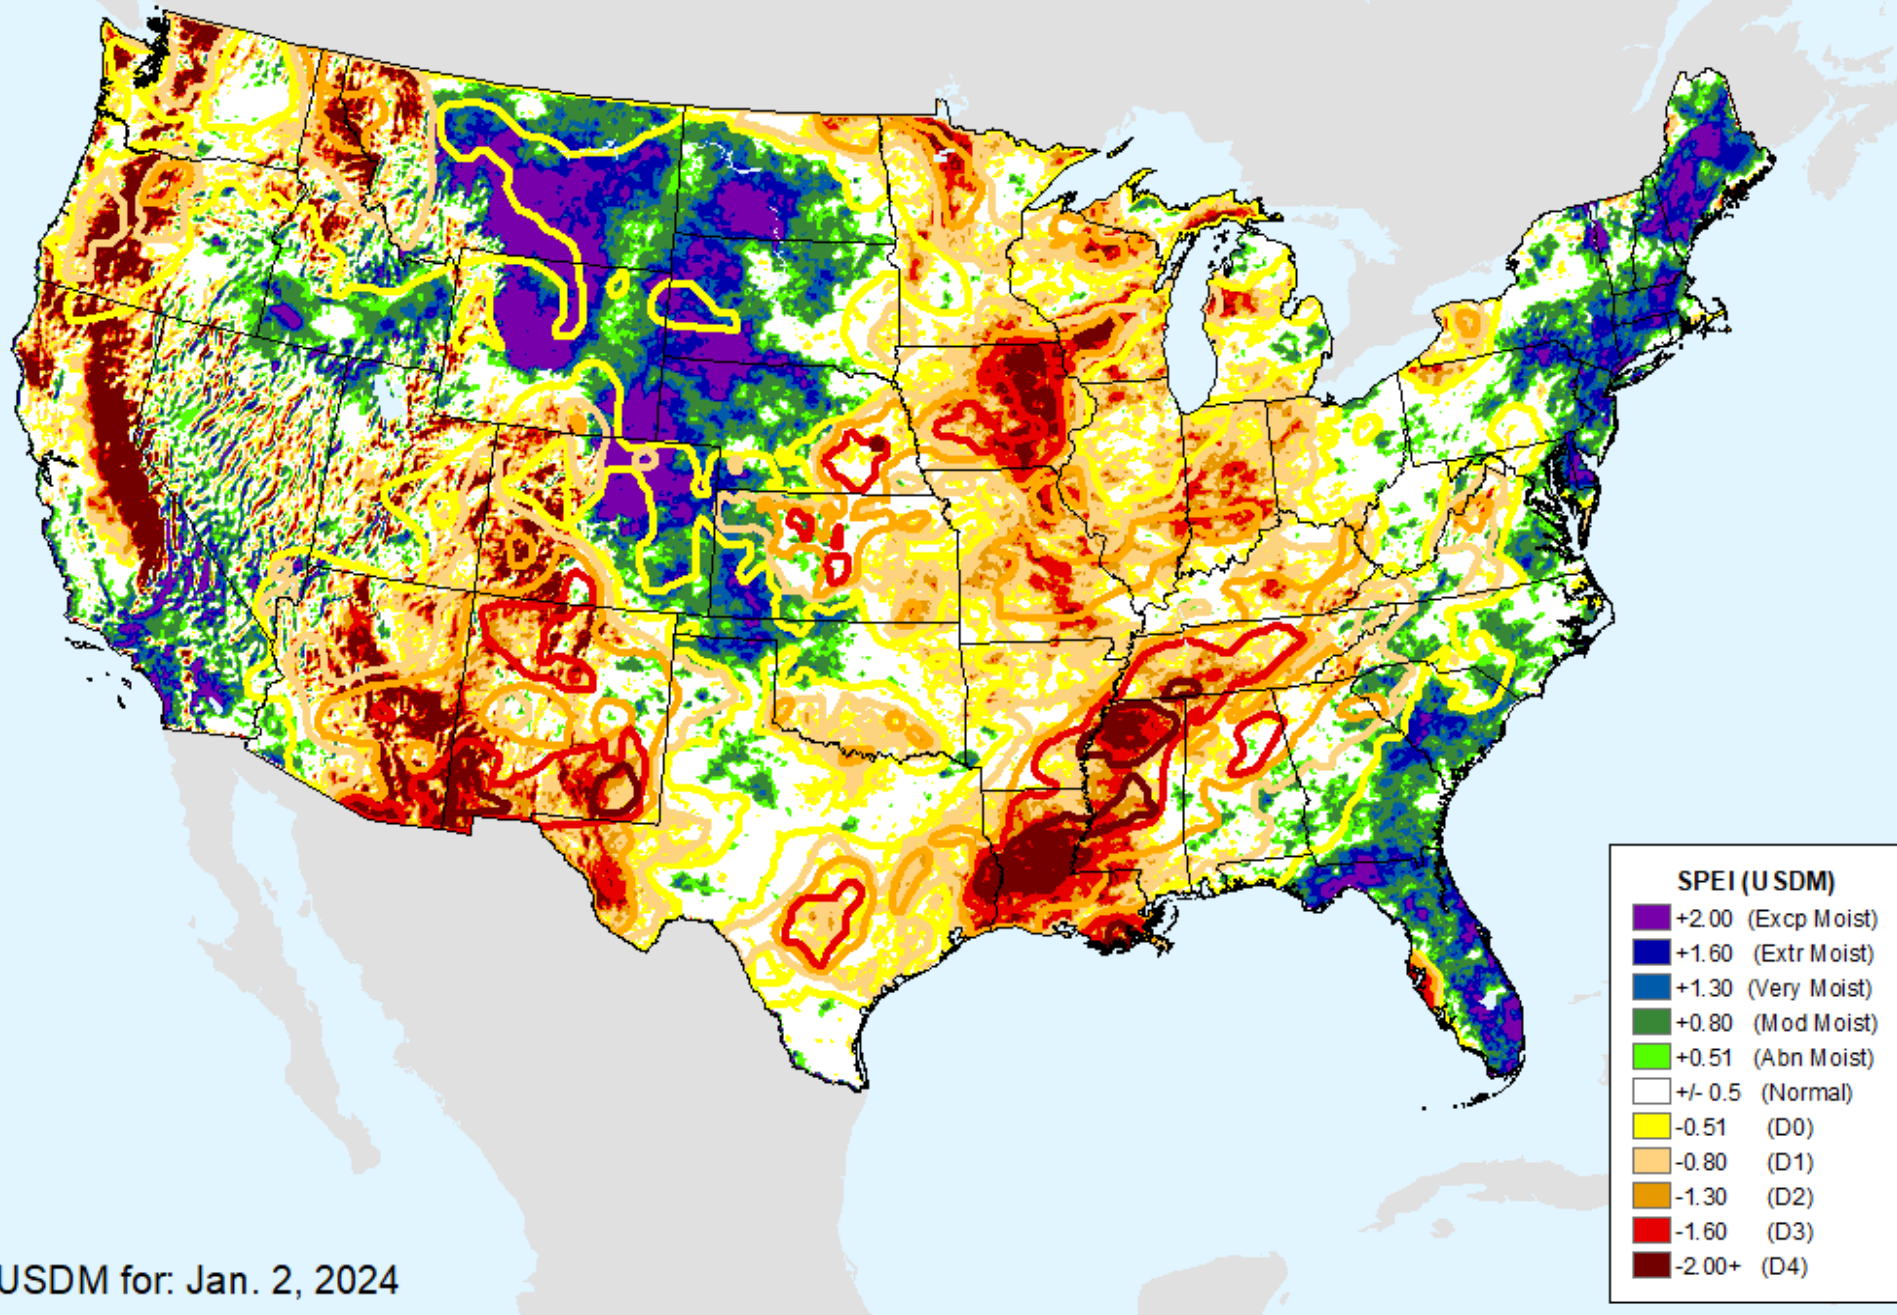 SPEI (USDM)
+2.00 (Excp Moist)
+1.60 (Extr Moist)
+1.30 (Very Moist)
+0.80 (Mod Moist)
+0.51 (Abn Moist)
+/- 0.5 (Normal)
-0.51 (D0)
-0.80 (D1)
-1.30 (D2)
-1.60 (D3)
-2.00+ (D4)
USDM for: Jan. 2, 2024